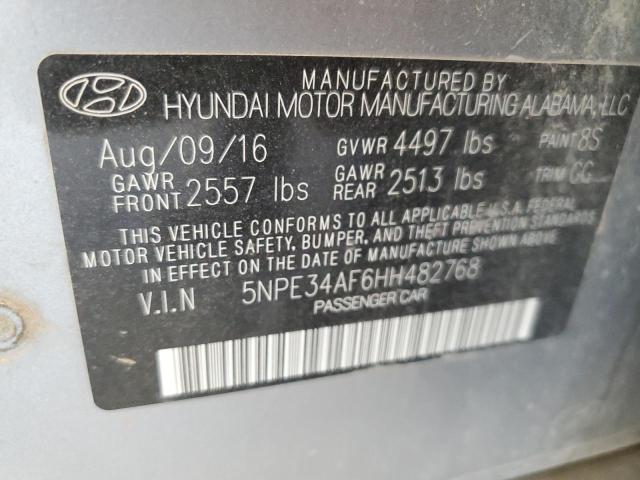 MANUFACTURED BY
HYUNDAI MOTOR MANUFACTURING ALABAMA, LLC
Aug/09/16 GVWR 4497 lbs PAINT 8S
GAWR FRONT 2557 lbs GAWR REAR 2513 lbs TRIM GG
THIS VEHICLE CONFORMS TO ALL APPLICABLE U.S.A. FEDERAL
MOTOR VEHICLE SAFETY, BUMPER, AND THEFT PREVENTION STANDARDS
IN EFFECT ON THE DATE OF MANUFACTURE SHOWN ABOVE.
V.I.N 5NPE34AF6HH482768
PASSENGER CAR